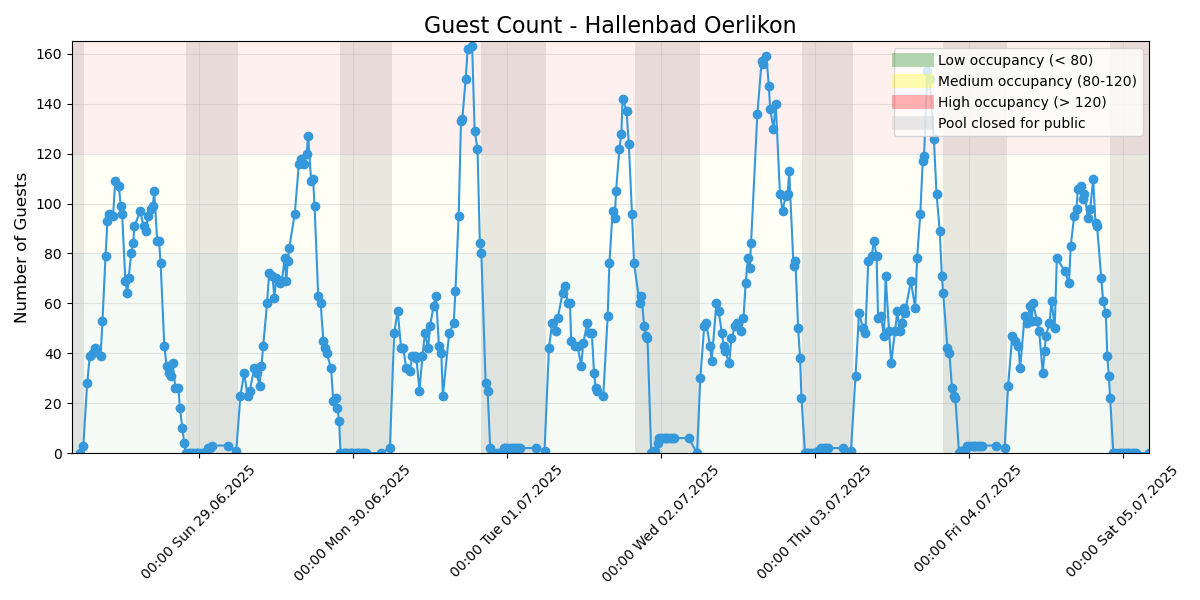 Guest Count - Hallenbad Oerlikon
Low occupancy (< 80)
Medium occupancy (80-120)
High occupancy (> 120)
Pool closed for public
Number of Guests
160
140
120
100
80
60
40
20
0
00:00 Sun 29.06.2025
00:00 Mon 30.06.2025
00:00 Tue 01.07.2025
00:00 Wed 02.07.2025
00:00 Thu 03.07.2025
00:00 Fri 04.07.2025
00:00 Sat 05.07.2025